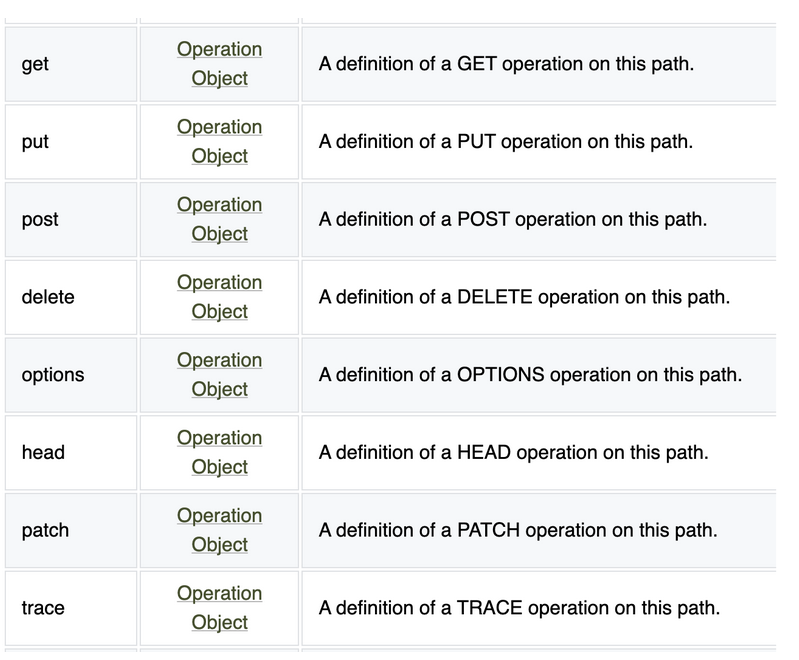 get Operation Object A definition of a GET operation on this path.
put Operation Object A definition of a PUT operation on this path.
post Operation Object A definition of a POST operation on this path.
delete Operation Object A definition of a DELETE operation on this path.
options Operation Object A definition of a OPTIONS operation on this path.
head Operation Object A definition of a HEAD operation on this path.
patch Operation Object A definition of a PATCH operation on this path.
trace Operation Object A definition of a TRACE operation on this path.